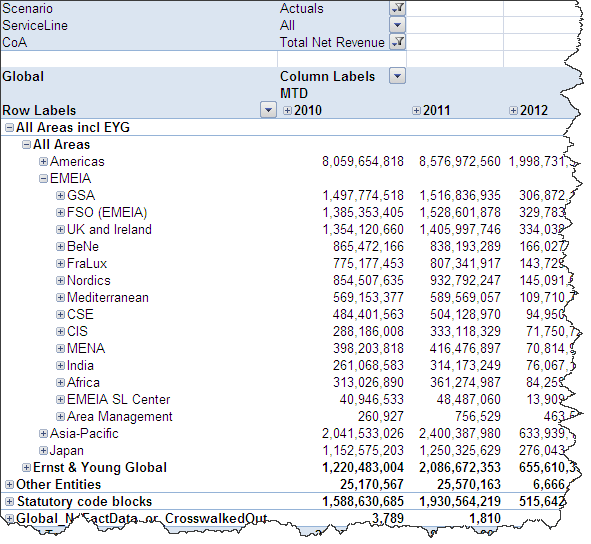 Scenario Actuals
ServiceLine All
CoA Total Net Revenue
Global Column Labels
MTD
Row Labels 2010 2011 2012
All Areas incl EYG
All Areas
Americas 8,059,654,818 8,576,972,560 1,998,731,
EMEIA
GSA 1,497,774,518 1,516,836,935 306,872
FSO (EMEIA) 1,385,353,405 1,528,601,878 329,783
UK and Ireland 1,354,120,660 1,405,997,746 334,038
BeNe 865,472,166 838,193,289 166,027
FraLux 775,177,453 807,341,917 143,729
Nordics 854,507,635 932,792,247 145,091
Mediterranean 569,153,377 589,569,057 109,710,
CSE 484,401,563 504,128,970 94,950
CIS 288,186,008 333,118,329 71,750,
MENA 398,203,818 416,476,897 70,814,
India 261,068,583 314,173,249 76,067,
Africa 313,026,890 361,274,987 84,259
EMEIA SL Center 40,946,533 48,487,060 13,909
Area Management 260,927 756,529 463
Asia-Pacific 2,041,533,026 2,400,387,980 633,939,
Japan 1,152,575,203 1,250,325,629 276,043
Ernst & Young Global 1,220,483,004 2,086,672,353 655,610,
Other Entities 25,170,567 25,570,163 6,666,
Statutory code blocks 1,588,630,685 1,930,564,219 515,642
Global 3,789 1,810